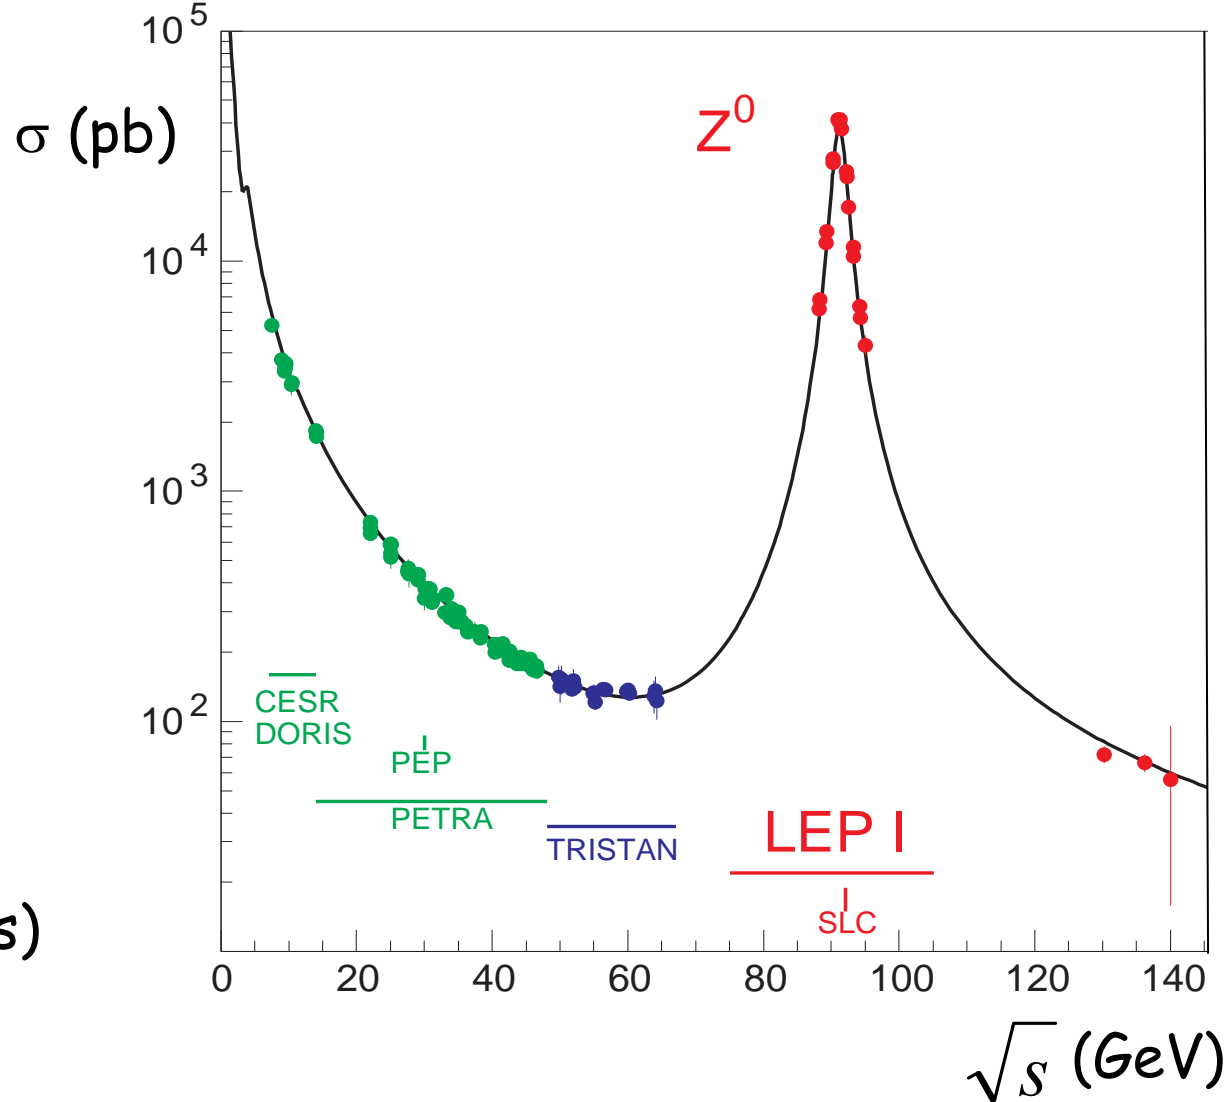 10^5
σ (pb)
Z^0
10^4
10^3
10^2
CESR
DORIS
PEP
PETRA
TRISTAN
LEP I
SLC
s)
0 20 40 60 80 100 120 140
√s (GeV)